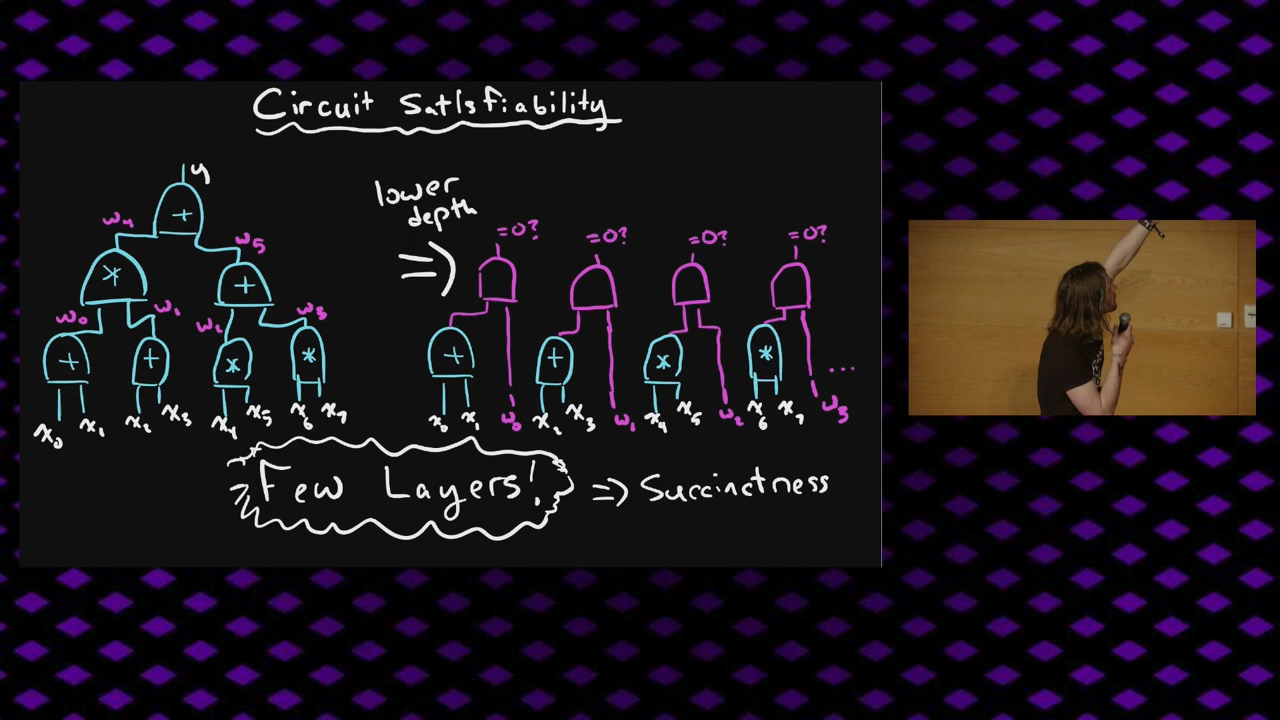 Circuit Satisfiability
y
+
w4
w5
* +
w0 w1 w2 w3
+ + * *
x0 x1 x2 x3 x4 x5 x6 x7
lower
depth
=>
=0? =0? =0? =0?
+ + * * ...
x0 x1 w0 x2 x3 w1 x4 x5 w2 x6 x7 w3
Few Layers! => Succinctness